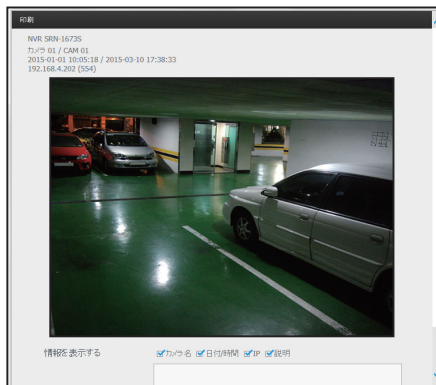 印刷
NVR SRN-1673S
カメラ 01 / CAM 01
2015-01-01 10:05:18 / 2015-03-10 17:38:33
192.168.4.202 (554)
情報を表示する
カメラ名 日付/時間 IP 説明